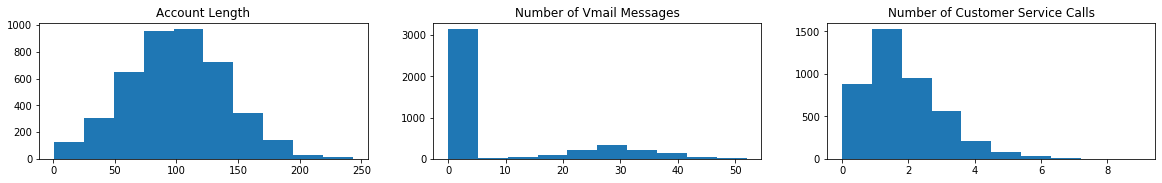 Account Length
1000
800
600
400
200
0
0 50 100 150 200 250
Number of Vmail Messages
3000
2000
1000
0
0 10 20 30 40 50
Number of Customer Service Calls
1500
1000
500
0
0 2 4 6 8